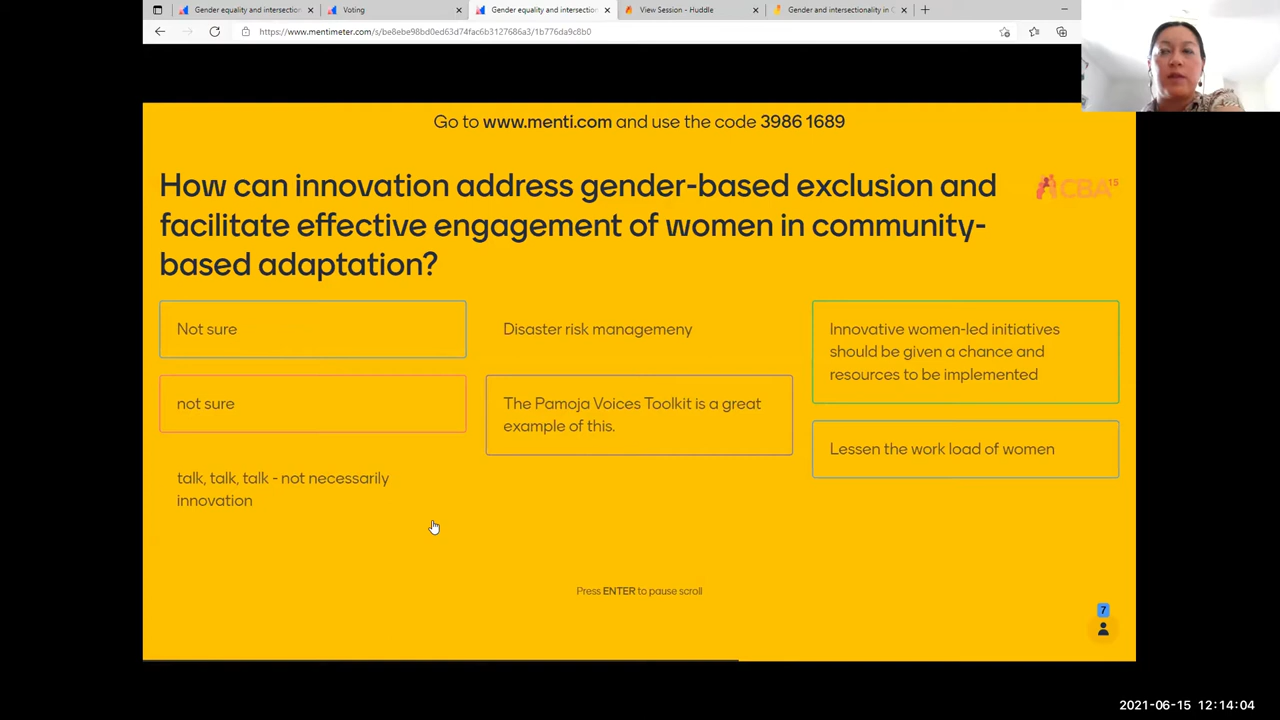 Gender equality and intersection
Voting
Gender equality and intersection
View Session - Huddle
Gender and intersectionality in C
https://www.mentimeter.com/s/be8ebe98bd0ed63d74fac6b3127686a3/1b776da9c8b0
Go to www.menti.com and use the code 3986 1689
How can innovation address gender-based exclusion and
facilitate effective engagement of women in community-
based adaptation?
CBA15
Not sure
not sure
talk, talk, talk - not necessarily
innovation
Disaster risk managemeny
The Pamoja Voices Toolkit is a great
example of this.
Innovative women-led initiatives
should be given a chance and
resources to be implemented
Lessen the work load of women
Press ENTER to pause scroll
7
2021-06-15 12:14:04